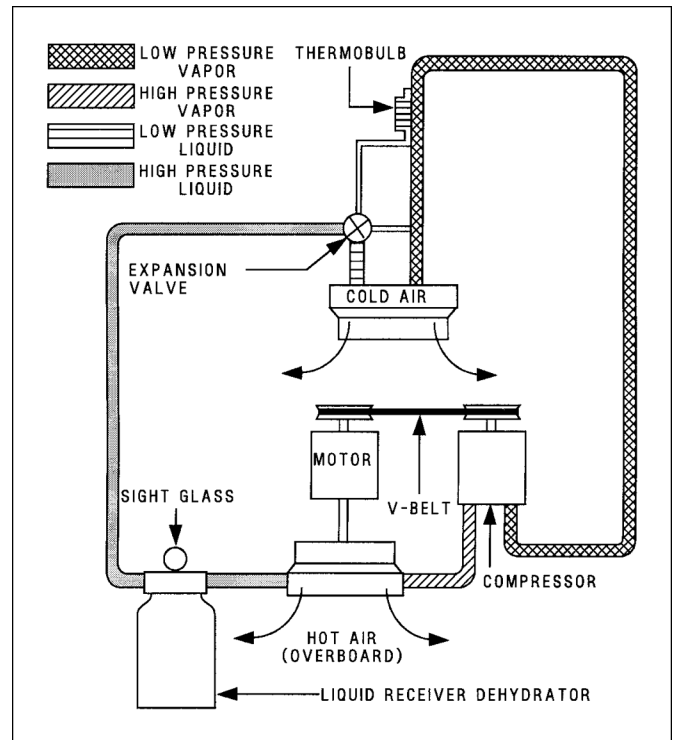 LOW PRESSURE
VAPOR
HIGH PRESSURE
VAPOR
LOW PRESSURE
LIQUID
HIGH PRESSURE
LIQUID
THERMOBULB
EXPANSION
VALVE
COLD AIR
MOTOR
V-BELT
SIGHT GLASS
COMPRESSOR
HOT AIR
(OVERBOARD)
LIQUID RECEIVER DEHYDRATOR